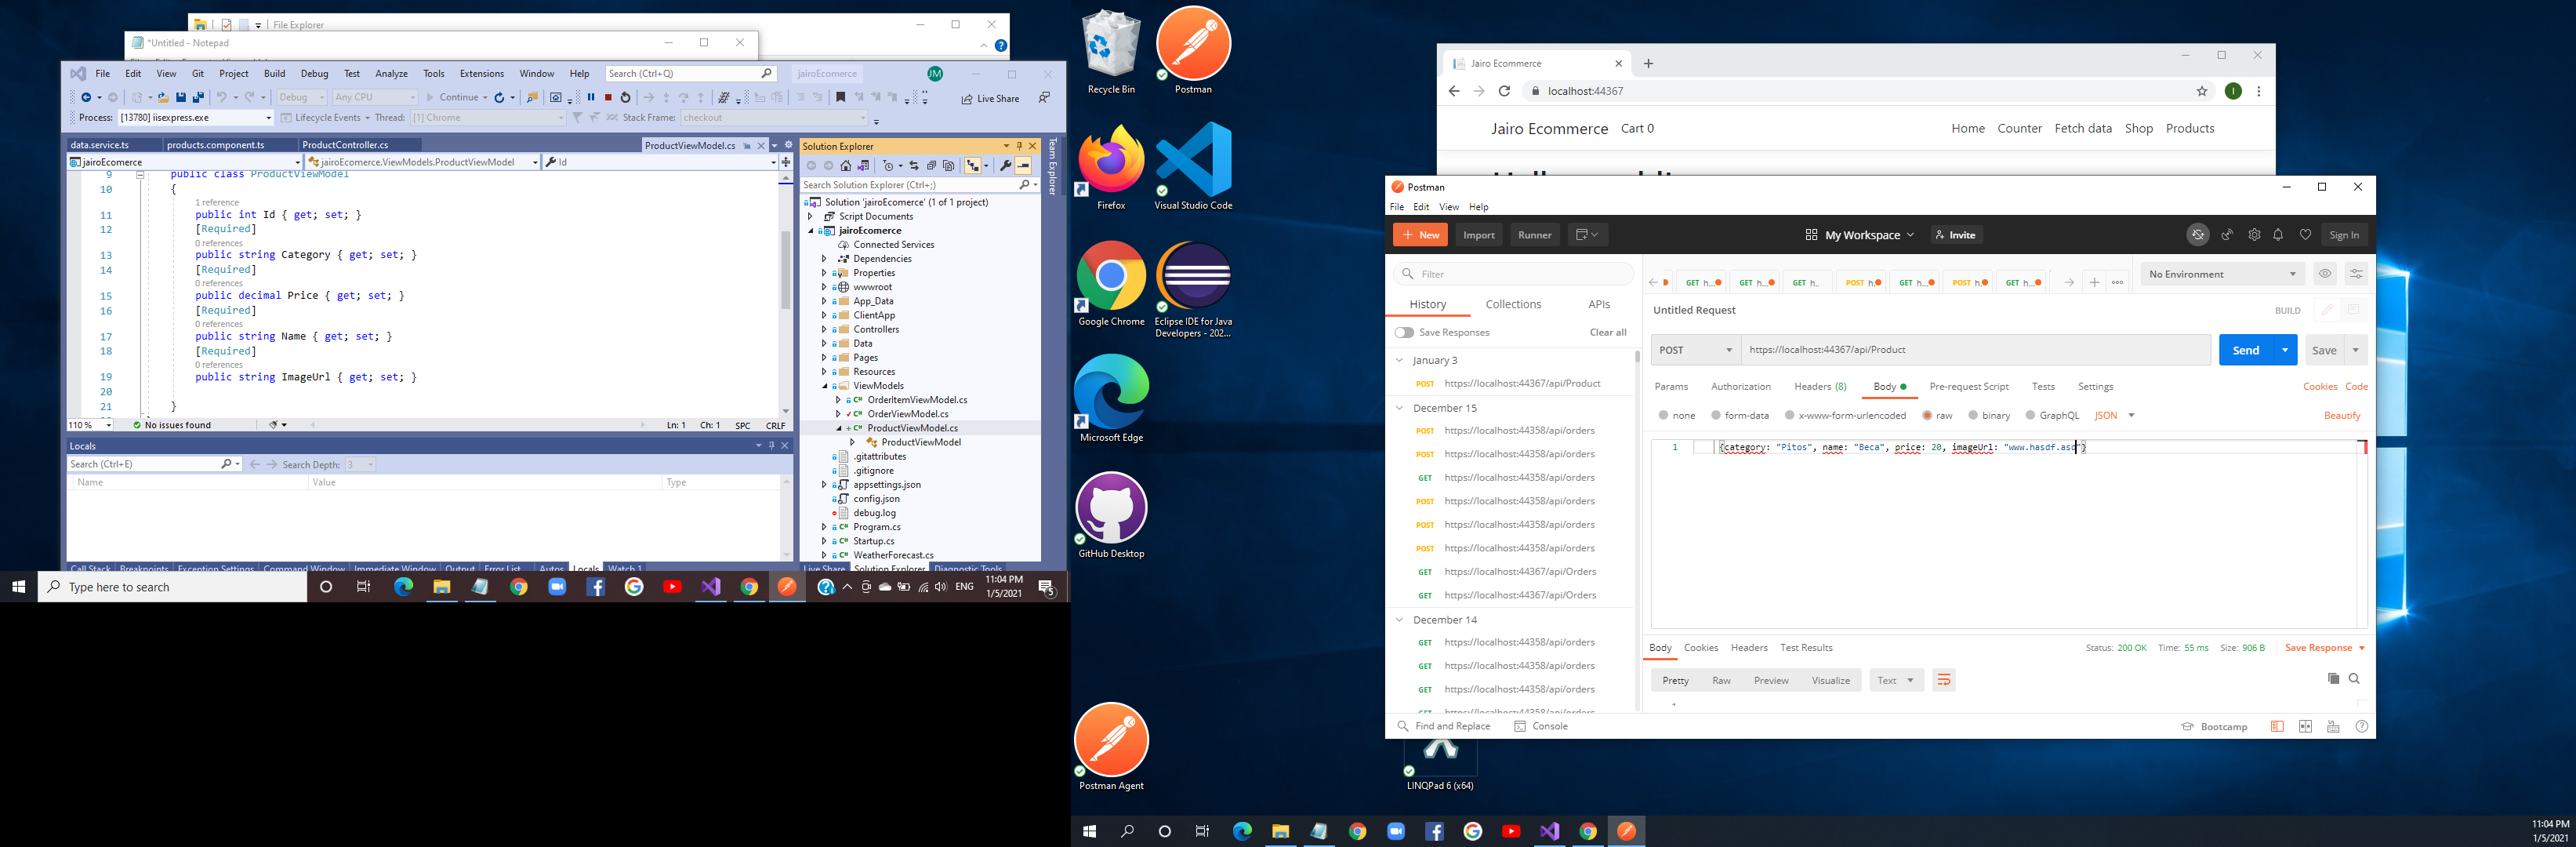 File Explorer
*Untitled - Notepad
File Edit View Git Project Build Debug Test Analyze Tools Extensions Window Help Search (Ctrl+Q) jairoEcomerce JM
Debug Any CPU Continue Live Share
Process: [13780] iisexpress.exe Lifecycle Events Thread: [1] Chrome Stack Frame: checkout
data.service.ts products.component.ts ProductController.cs ProductViewModel.cs
jairoEcomerce jairoEcomerce.ViewModels.ProductViewModel Id
9 public class ProductViewModel
10 {
1 reference
11 public int Id { get; set; }
12 [Required]
0 references
13 public string Category { get; set; }
14 [Required]
0 references
15 public decimal Price { get; set; }
16 [Required]
0 references
17 public string Name { get; set; }
18 [Required]
0 references
19 public string ImageUrl { get; set; }
20
21 }
110 % No issues found Ln: 1 Ch: 1 SPC CRLF
Locals
Search (Ctrl+E) Search Depth: 3
Name Value Type
Call Stack Breakpoints Exception Settings Command Window Immediate Window Output Error List Autos Locals Watch 1
Solution Explorer
Team Explorer
Search Solution Explorer (Ctrl+;)
Solution 'jairoEcomerce' (1 of 1 project)
Script Documents
jairoEcomerce
Connected Services
Dependencies
Properties
wwwroot
App_Data
ClientApp
Controllers
Data
Pages
Resources
ViewModels
OrderItemViewModel.cs
OrderViewModel.cs
ProductViewModel.cs
ProductViewModel
.gitattributes
.gitignore
appsettings.json
config.json
debug.log
Program.cs
Startup.cs
WeatherForecast.cs
Live Share Solution Explorer Diagnostic Tools
Type here to search
ENG
11:04 PM
1/5/2021
5
Recycle Bin
Postman
Firefox
Visual Studio Code
Google Chrome
Eclipse IDE for Java
Developers - 202...
Microsoft Edge
GitHub Desktop
Postman Agent
LINQPad 6 (x64)
Jairo Ecommerce
localhost:44367
Jairo Ecommerce Cart 0 Home Counter Fetch data Shop Products
Postman
File Edit View Help
New Import Runner My Workspace Invite Sign In
Filter
History Collections APIs
Save Responses Clear all
January 3
POST https://localhost:44367/api/Product
December 15
POST https://localhost:44358/api/orders
POST https://localhost:44358/api/orders
GET https://localhost:44358/api/orders
POST https://localhost:44358/api/orders
POST https://localhost:44358/api/orders
POST https://localhost:44358/api/orders
GET https://localhost:44367/api/Orders
GET https://localhost:44367/api/Orders
December 14
GET https://localhost:44358/api/orders
GET https://localhost:44358/api/orders
GET https://localhost:44358/api/orders
GET https://localhost:44358/api/orders
GET h... GET h... GET h.. POST h. GET h... POST h. GET h... No Environment
Untitled Request BUILD
POST https://localhost:44367/api/Product Send Save
Params Authorization Headers (8) Body Pre-request Script Tests Settings Cookies Code
none form-data x-www-form-urlencoded raw binary GraphQL JSON Beautify
1 {category: "Pitos", name: "Beca", price: 20, imageUrl: "www.hasdf.asd"}
Body Cookies Headers Test Results Status: 200 OK Time: 55 ms Size: 906 B Save Response
Pretty Raw Preview Visualize Text
Find and Replace Console Bootcamp
11:04 PM
1/5/2021